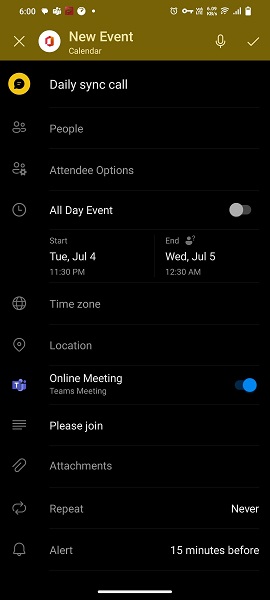 6:00
New Event
Calendar
Daily sync call
People
Attendee Options
All Day Event
Start
End
Tue, Jul 4
Wed, Jul 5
11:30 PM
12:30 AM
Time zone
Location
Online Meeting
Teams Meeting
Please join
Attachments
Repeat
Never
Alert
15 minutes before